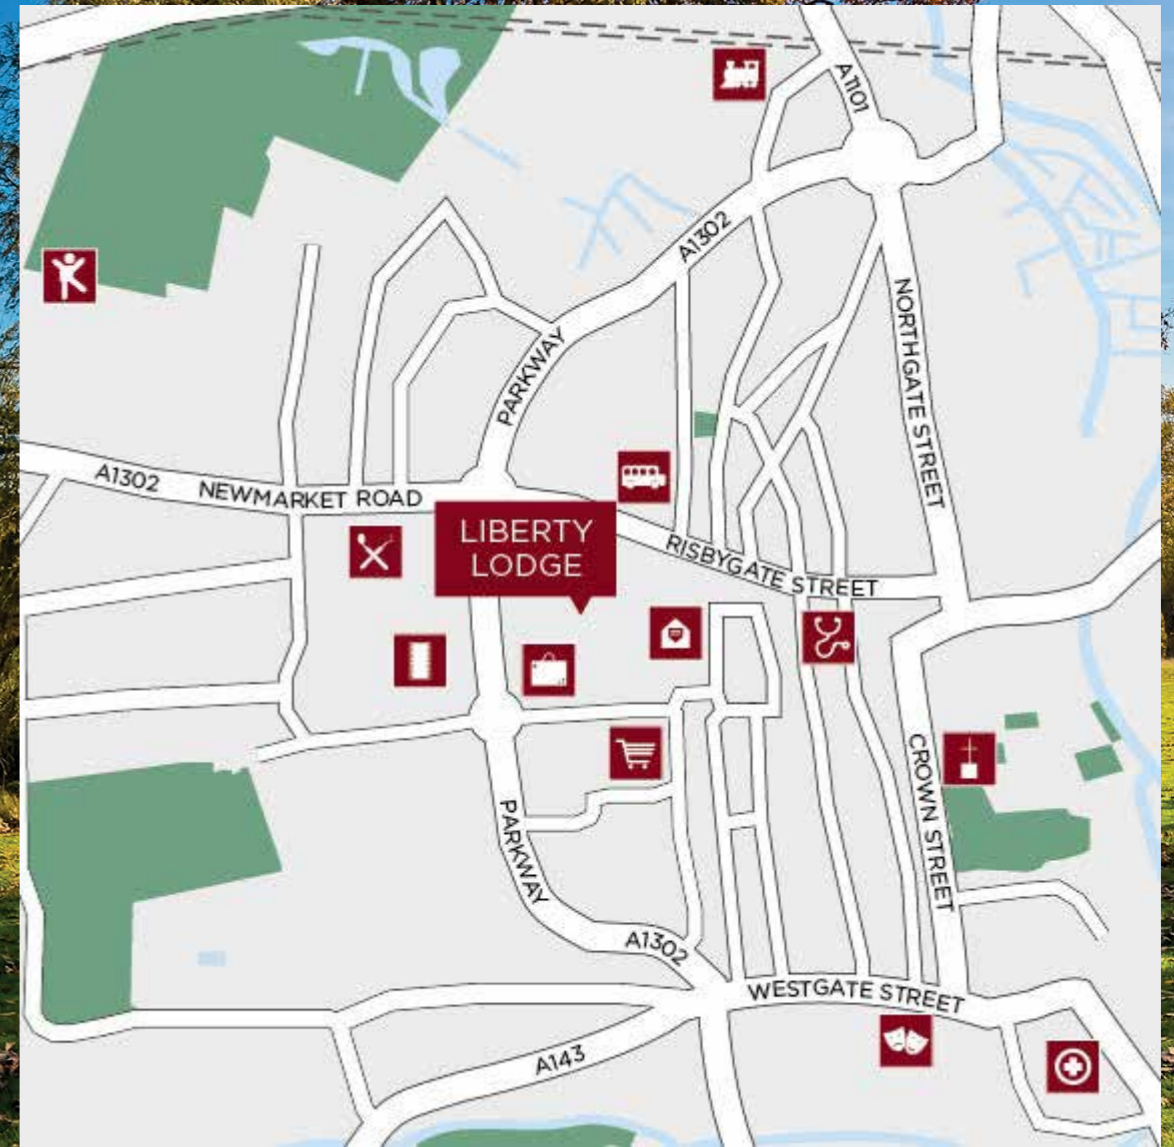 A1101
A1302
NORTHGATE STREET
PARKWAY
A1302
NEWMARKET ROAD
LIBERTY
LODGE
RISBYGATE STREET
CROWN STREET
PARKWAY
A1302
WESTGATE STREET
A143